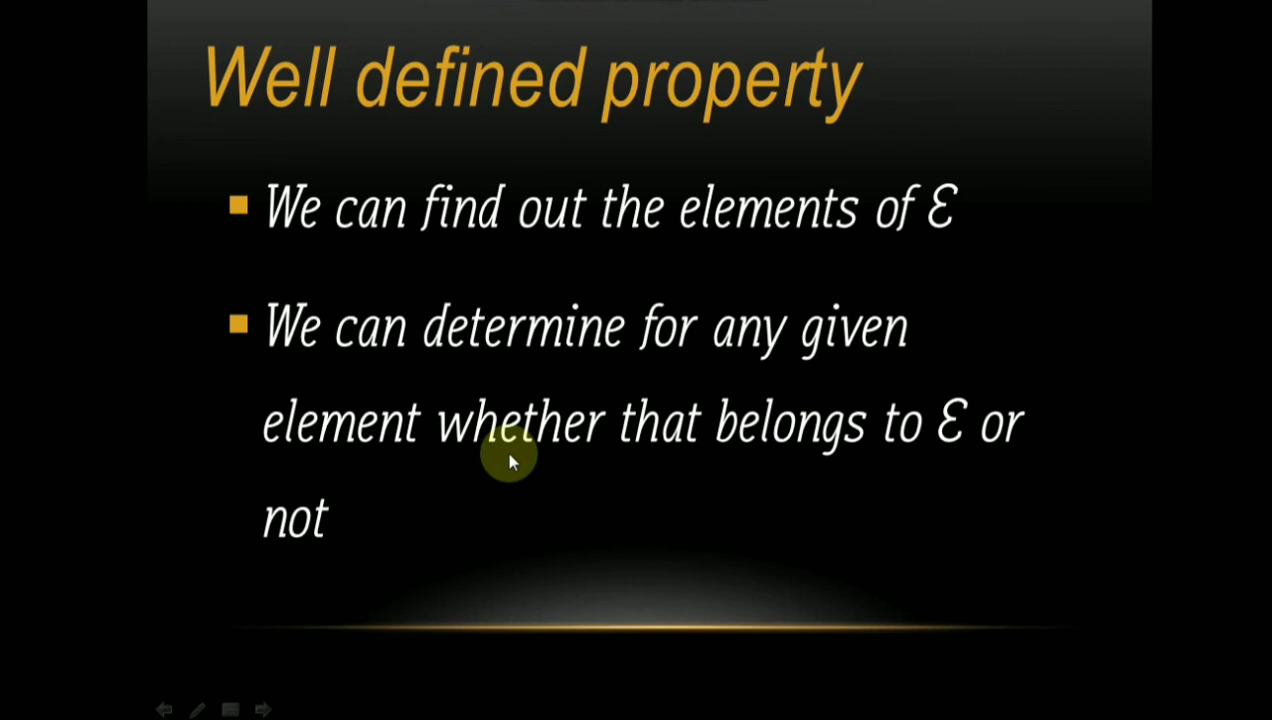 Well defined property
We can find out the elements of Ɛ
We can determine for any given
element whether that belongs to Ɛ or
not